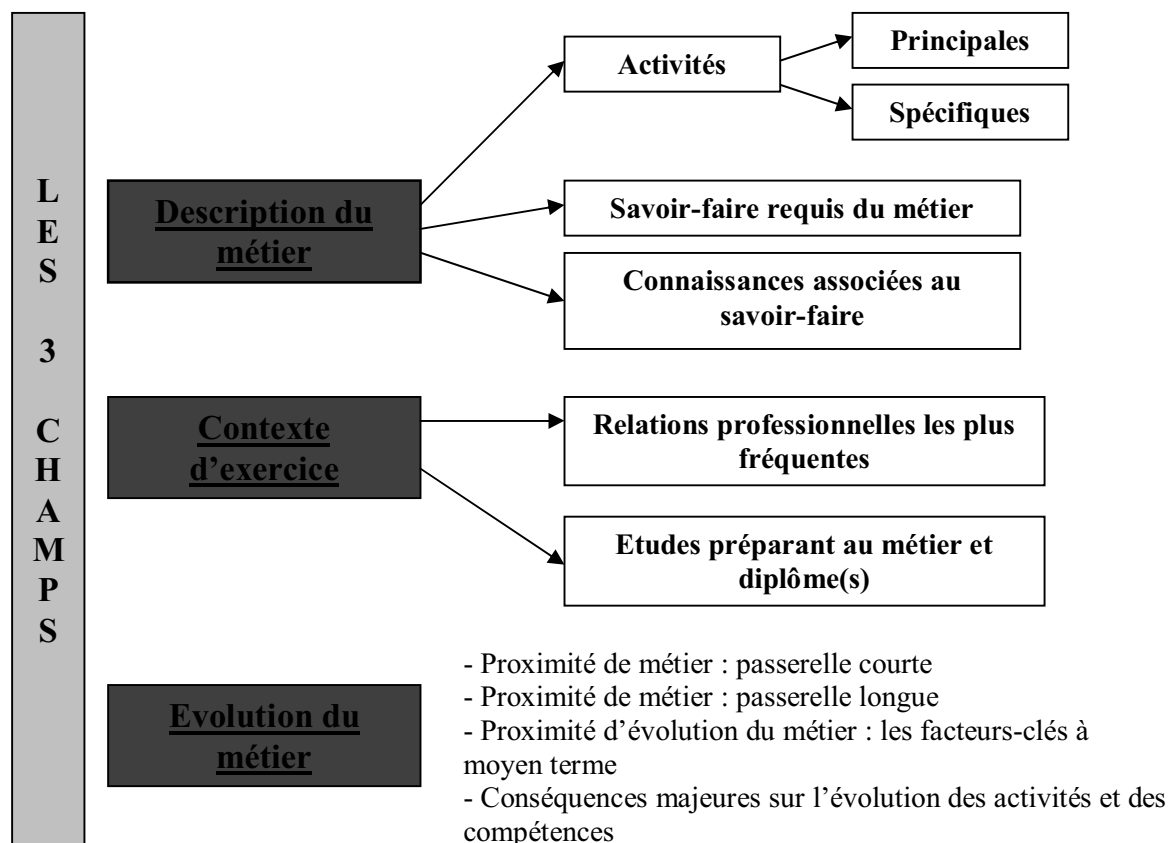 LES 3 CHAMPS
Activités
Principales
Spécifiques
Description du
métier
Savoir-faire requis du métier
Connaissances associées au
savoir-faire
Contexte
d’exercice
Relations professionnelles les plus
fréquentes
Etudes préparant au métier et
diplôme(s)
Evolution du
métier
- Proximité de métier : passerelle courte
- Proximité de métier : passerelle longue
- Proximité d’évolution du métier : les facteurs-clés à
moyen terme
- Conséquences majeures sur l’évolution des activités et des
compétences